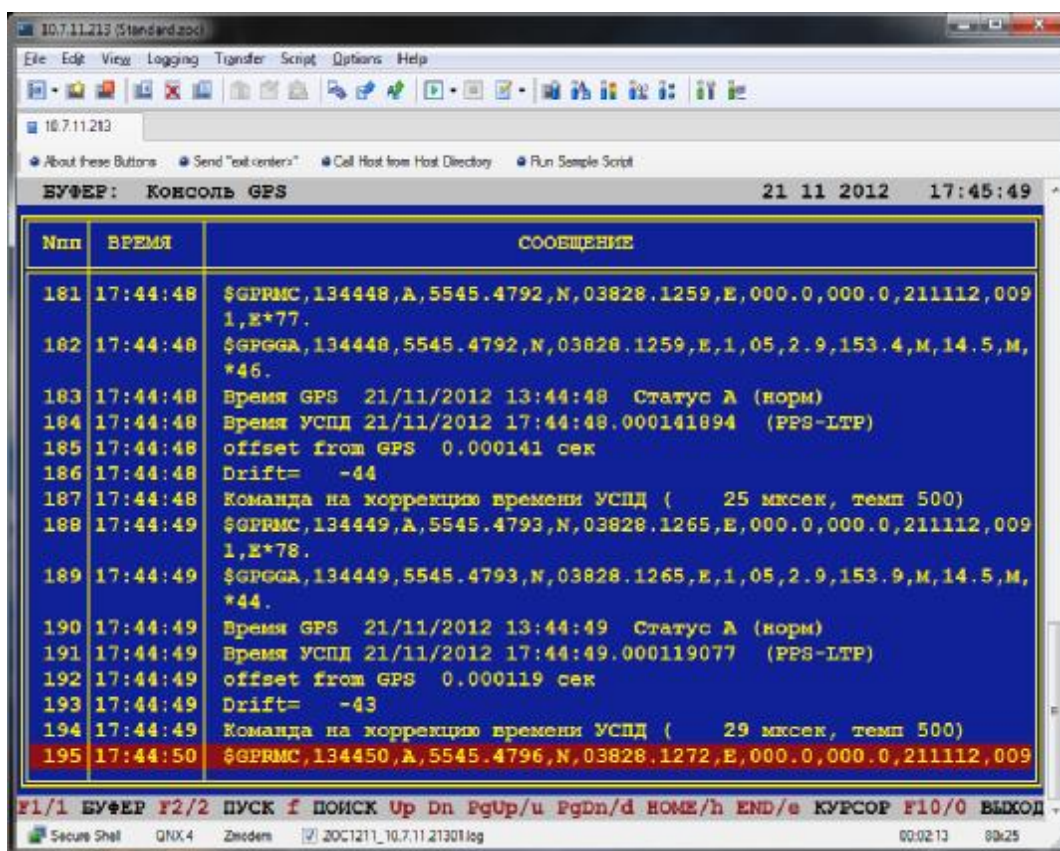 10.7.11.213 (Standard.zoc)
File Edit View Logging Transfer Script Options Help
10.7.11.213
About these Buttons Send "exit<enter>" Call Host from Host Directory Run Sample Script
БУФЕР: Консоль GPS 21 11 2012 17:45:49
Nпп ВРЕМЯ СООБЩЕНИЕ
181 17:44:48 $GPRMC,134448,A,5545.4792,N,03828.1259,E,000.0,000.0,211112,009
1,E*77.
182 17:44:48 $GPGGA,134448,5545.4792,N,03828.1259,E,1,05,2.9,153.4,M,14.5,M,
*46.
183 17:44:48 Время GPS 21/11/2012 13:44:48 Статус A (норм)
184 17:44:48 Время УСПД 21/11/2012 17:44:48.000141894 (PPS-LTP)
185 17:44:48 offset from GPS 0.000141 сек
186 17:44:48 Drift= -44
187 17:44:48 Команда на коррекцию времени УСПД ( 25 мксек, темп 500)
188 17:44:49 $GPRMC,134449,A,5545.4793,N,03828.1265,E,000.0,000.0,211112,009
1,E*78.
189 17:44:49 $GPGGA,134449,5545.4793,N,03828.1265,E,1,05,2.9,153.9,M,14.5,M,
*44.
190 17:44:49 Время GPS 21/11/2012 13:44:49 Статус A (норм)
191 17:44:49 Время УСПД 21/11/2012 17:44:49.000119077 (PPS-LTP)
192 17:44:49 offset from GPS 0.000119 сек
193 17:44:49 Drift= -43
194 17:44:49 Команда на коррекцию времени УСПД ( 29 мксек, темп 500)
195 17:44:50 $GPRMC,134450,A,5545.4796,N,03828.1272,E,000.0,000.0,211112,009
F1/1 БУФЕР F2/2 ПУСК f ПОИСК Up Dn PgUp/u PgDn/d HOME/h END/e КУРСОР F10/0 ВЫХОД
Secure Shell QNX 4 Zmodem ZOC1211_10.7.11.21301.log 00:02:13 80x25